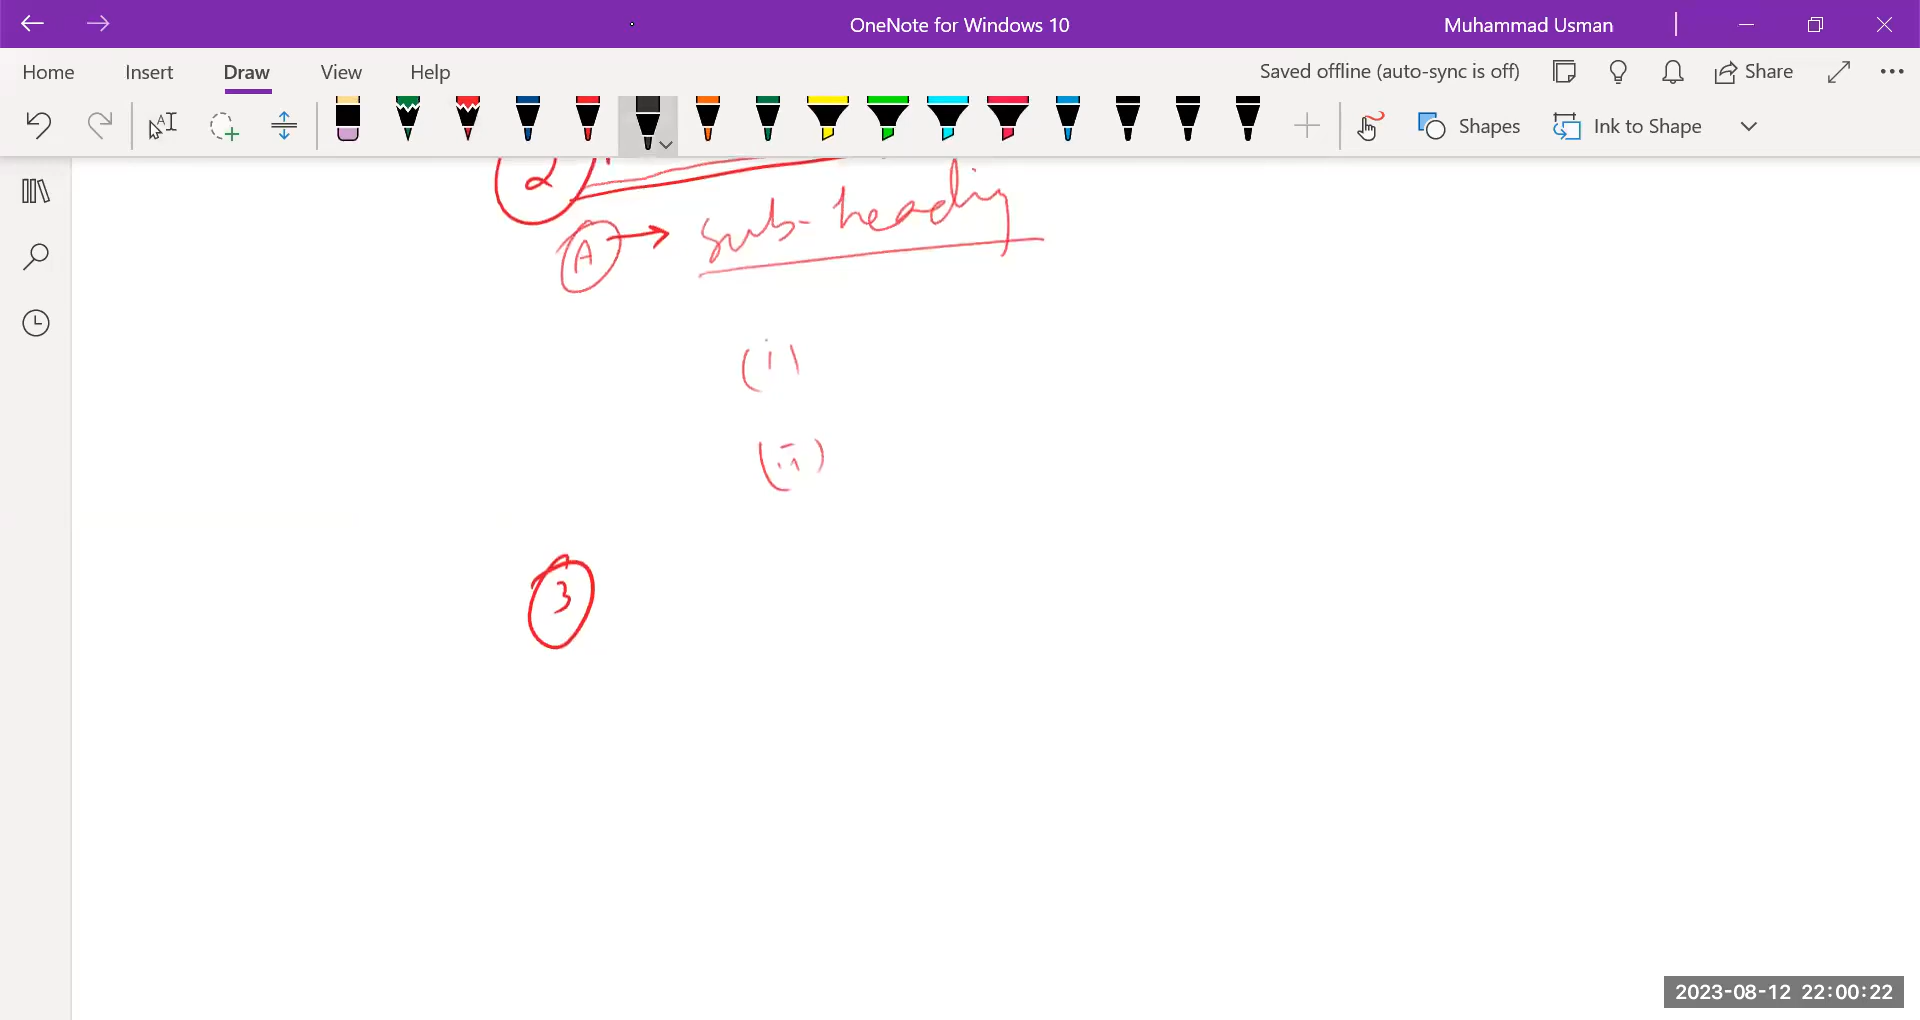 OneNote for Windows 10
Muhammad Usman
Home Insert Draw View Help
Saved offline (auto-sync is off)
Share
Shapes
Ink to Shape
2
A → sub-heading
(i)
(ii)
3
2023-08-12 22:00:22